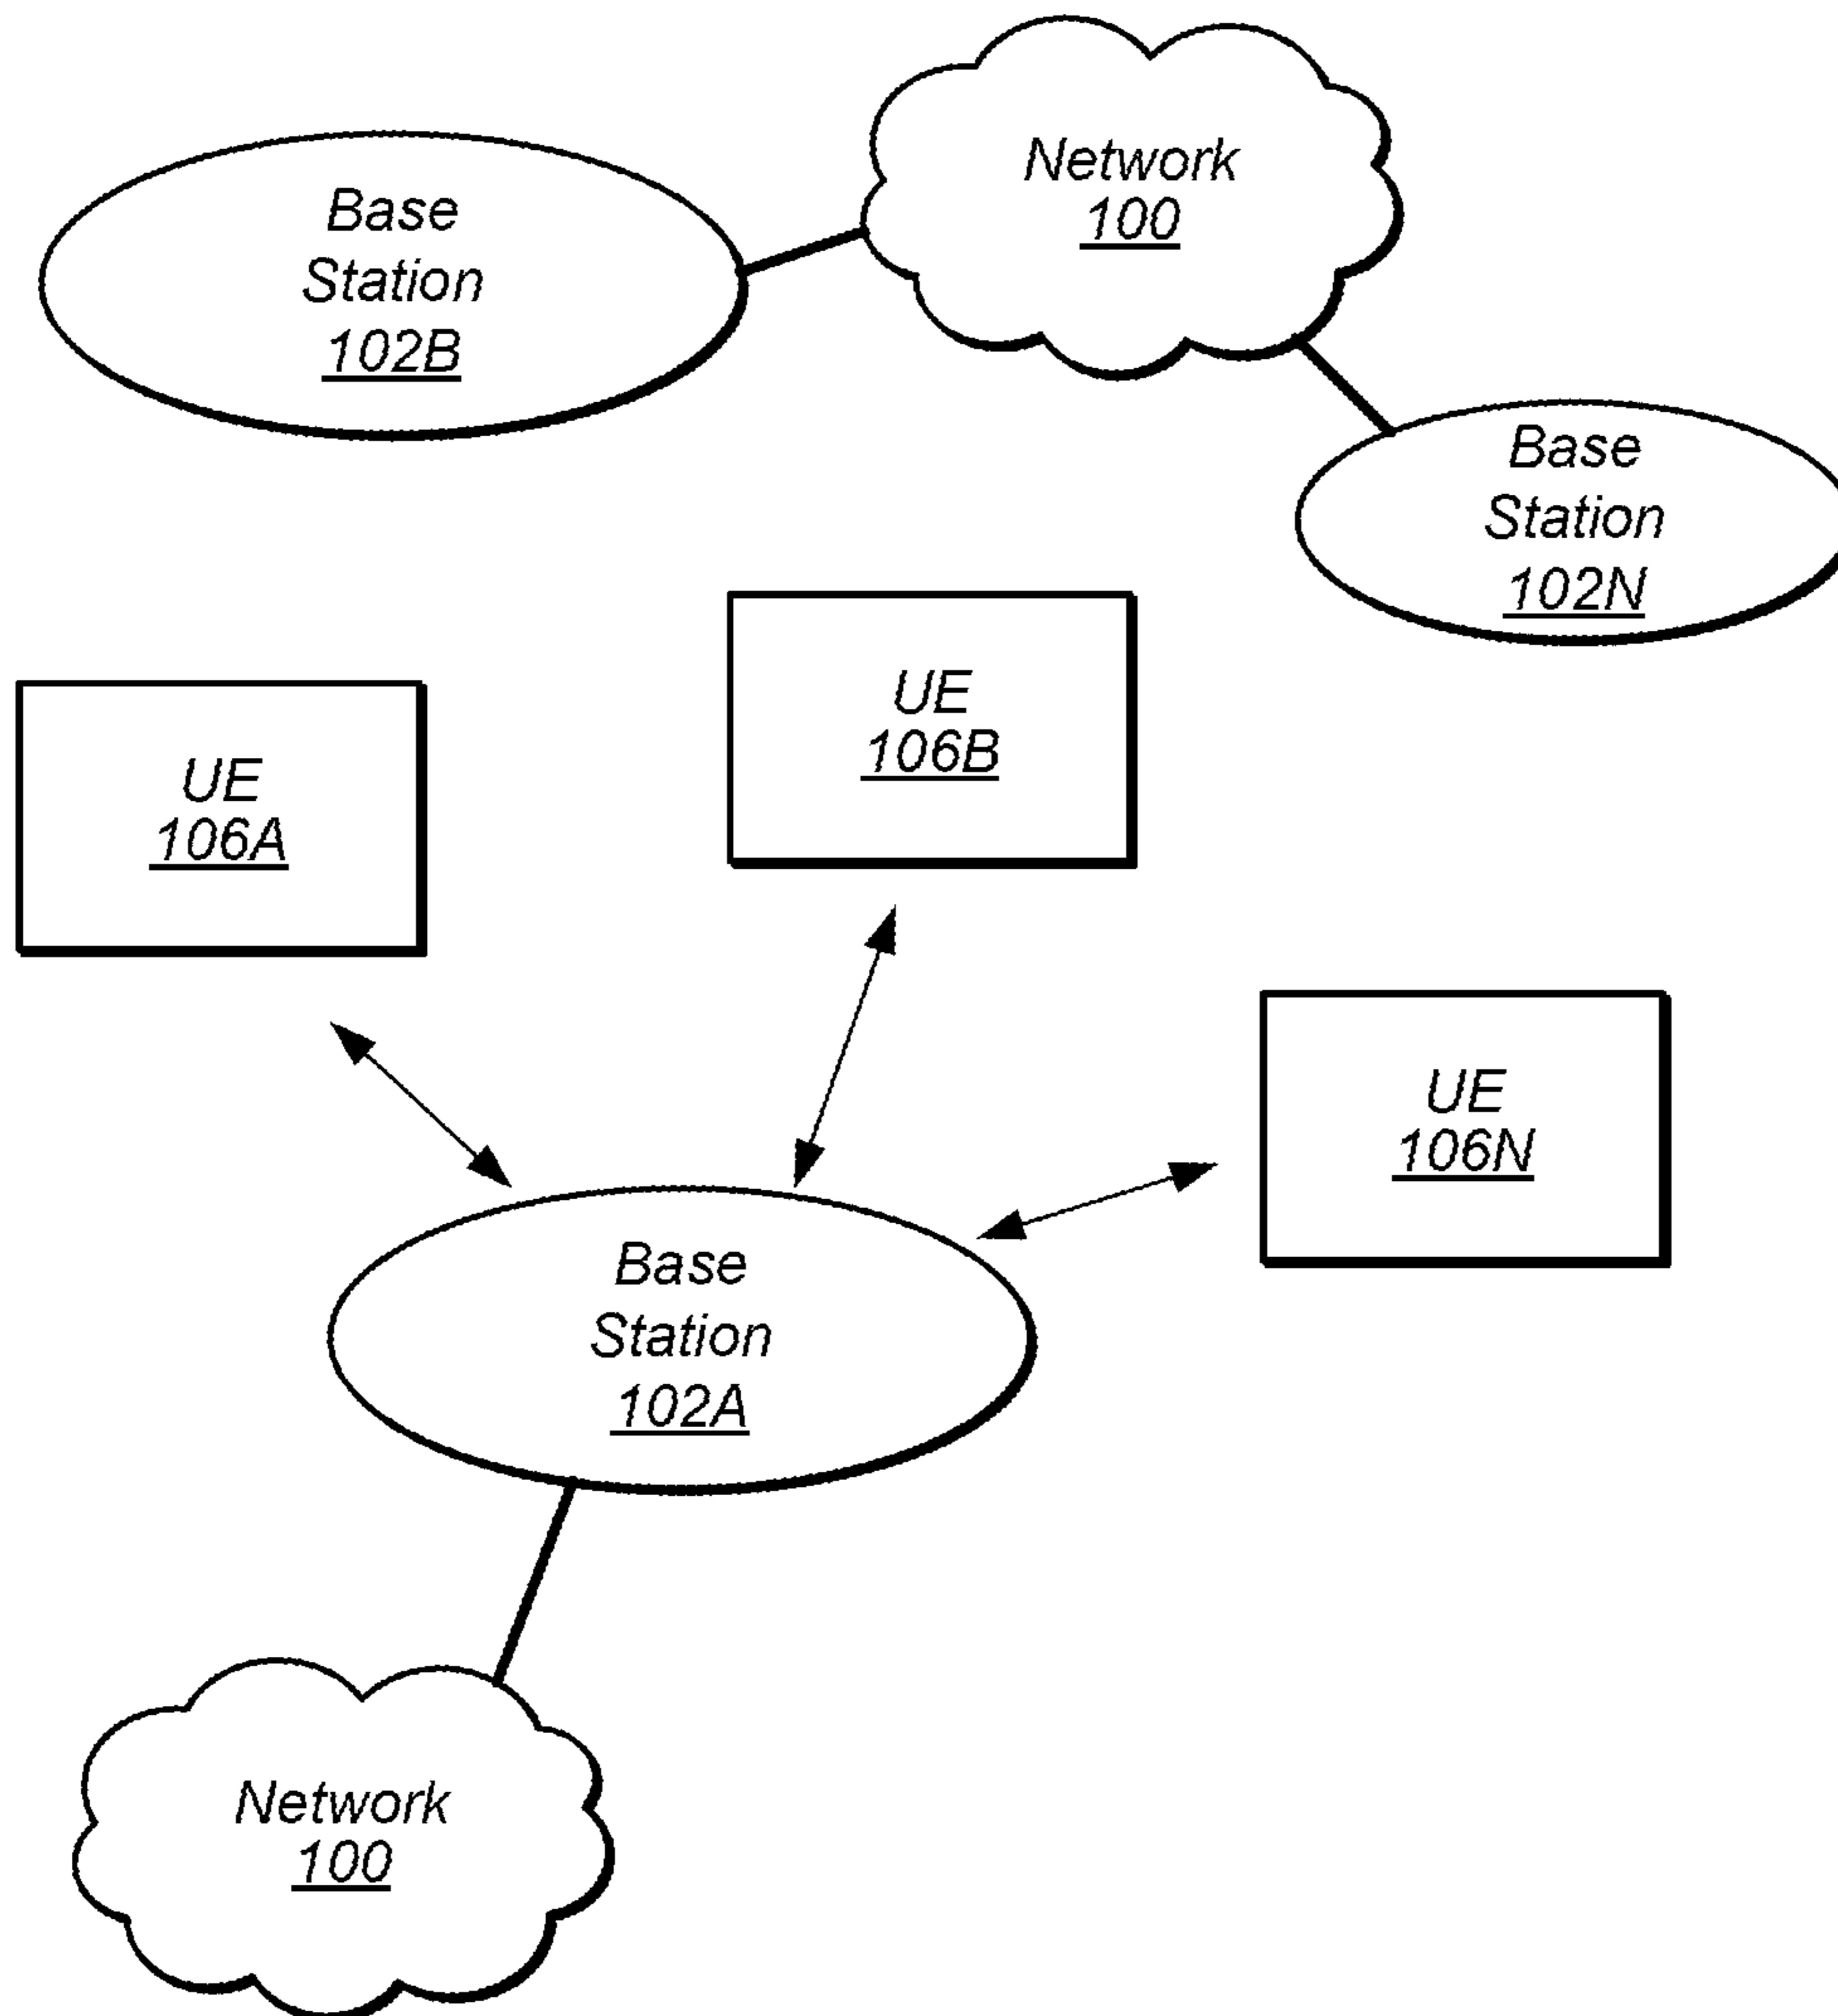 Network
100
Base
Station
102B
Base
Station
102N
UE
106B
UE
106A
UE
106N
Base
Station
102A
Network
100